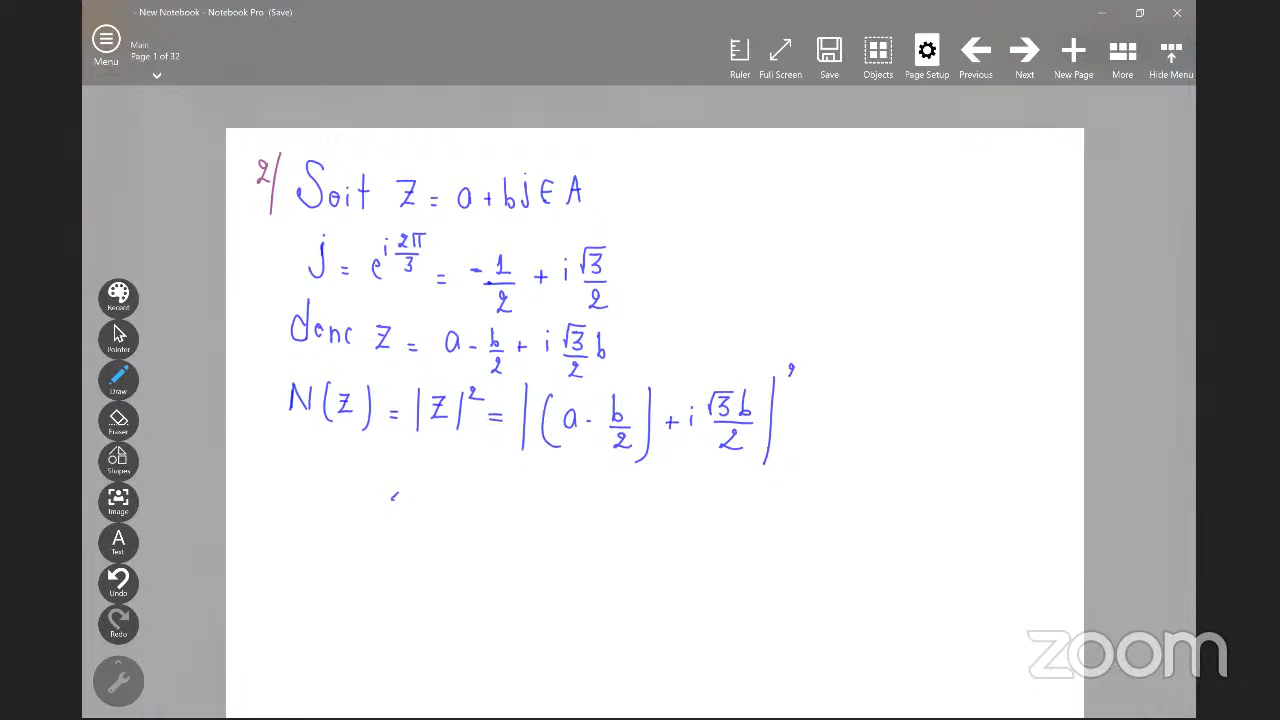 - New Notebook - Notebook Pro (Save)
Menu
Main
Page 1 of 32
Ruler Full Screen Save Objects Page Setup Previous Next New Page More Hide Menu
Recent
Pointer
Draw
Eraser
Shapes
Image
A
Text
Undo
Redo
2/ Soit Z = a + bj ∈ A
j = e^{i 2π/3} = -1/2 + i √3/2
donc Z = a - b/2 + i √3/2 b
N(Z) = |Z|² = |(a - b/2) + i √3b/2|²
zoom